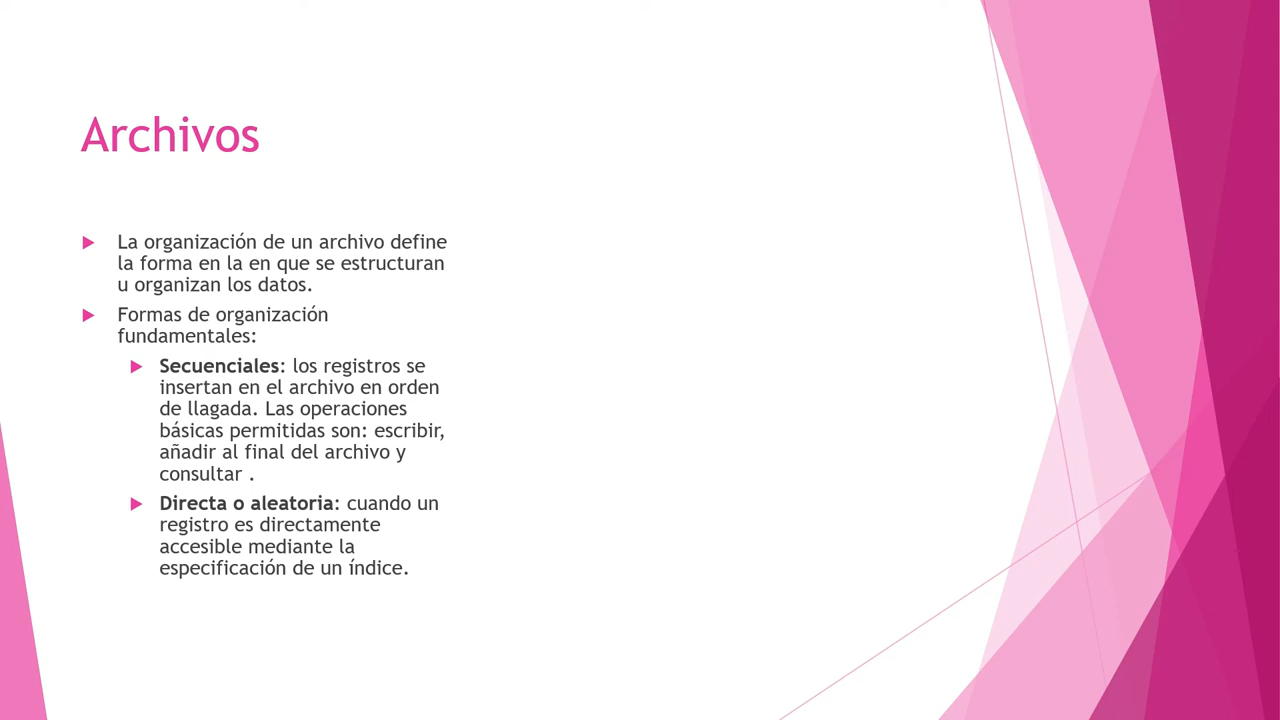 Archivos
La organización de un archivo define
la forma en la en que se estructuran
u organizan los datos.
Formas de organización
fundamentales:
Secuenciales: los registros se
insertan en el archivo en orden
de llagada. Las operaciones
básicas permitidas son: escribir,
añadir al final del archivo y
consultar .
Directa o aleatoria: cuando un
registro es directamente
accesible mediante la
especificación de un índice.